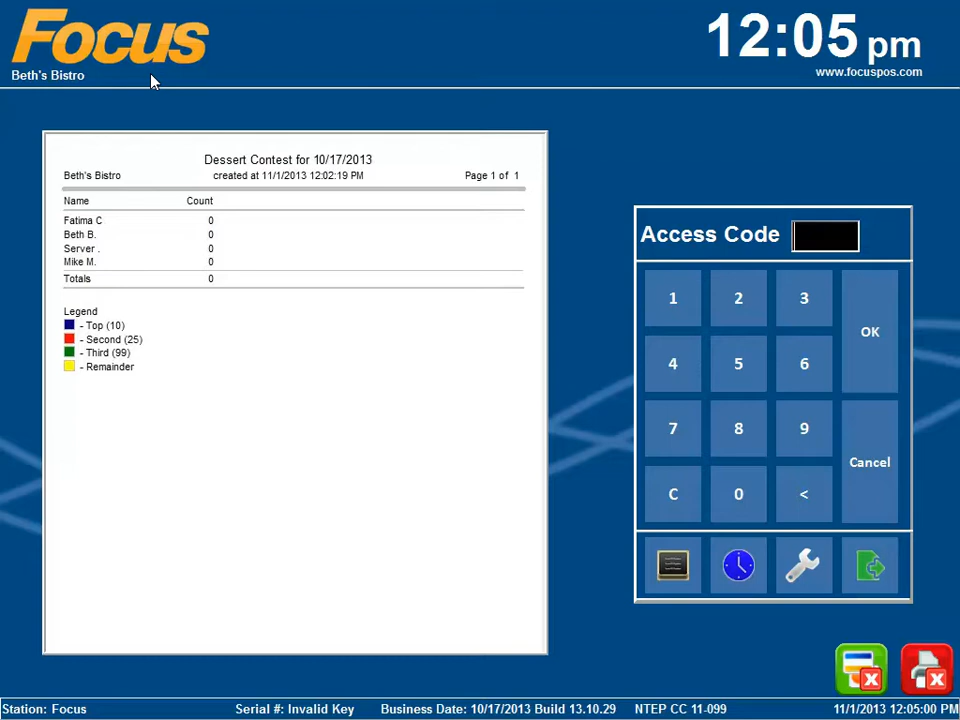 Focus
Beth's Bistro
12:05 pm
www.focuspos.com
Dessert Contest for 10/17/2013
Beth's Bistro created at 11/1/2013 12:02:19 PM Page 1 of 1
Name Count
Fatima C 0
Beth B. 0
Server . 0
Mike M. 0
Totals 0
Legend
- Top (10)
- Second (25)
- Third (99)
- Remainder
Access Code
1 2 3
OK
4 5 6
7 8 9
Cancel
C 0 <
Station: Focus Serial #: Invalid Key Business Date: 10/17/2013 Build 13.10.29 NTEP CC 11-099 11/1/2013 12:05:00 PM